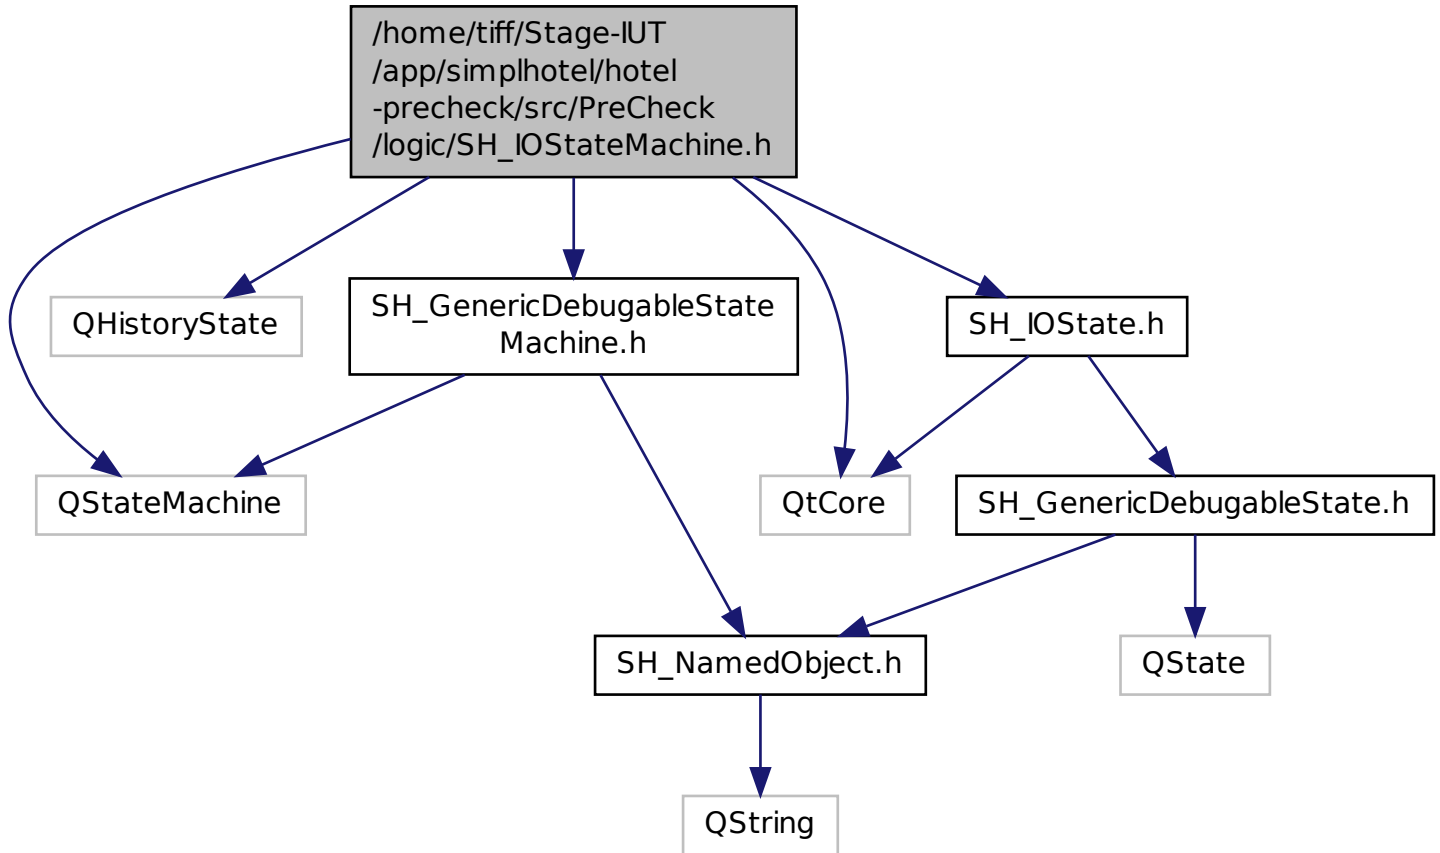 /home/tiff/Stage-IUT
/app/simplhotel/hotel
-precheck/src/PreCheck
/logic/SH_IOStateMachine.h
QHistoryState
SH_GenericDebugableState
Machine.h
SH_IOState.h
QStateMachine
QtCore
SH_GenericDebugableState.h
SH_NamedObject.h
QState
QString